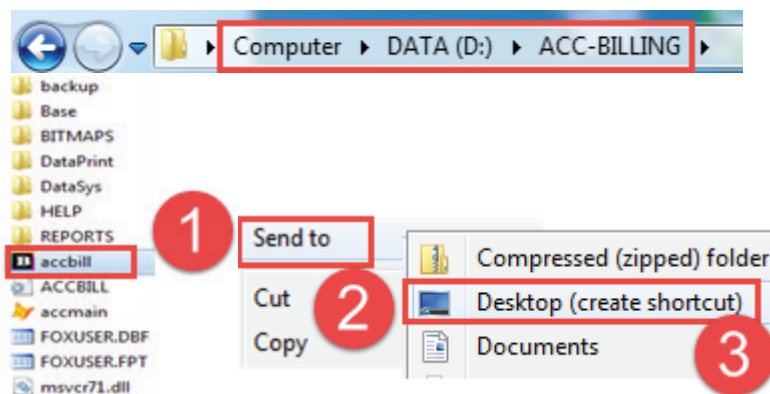 Computer ▸ DATA (D:) ▸ ACC-BILLING ▸
backup
Base
BITMAPS
DataPrint
DataSys
HELP
REPORTS
accbill
ACCBILL
accmain
FOXUSER.DBF
FOXUSER.FPT
msvcr71.dll
1
Send to
Cut
Copy
2
Compressed (zipped) folder
Desktop (create shortcut)
Documents
3